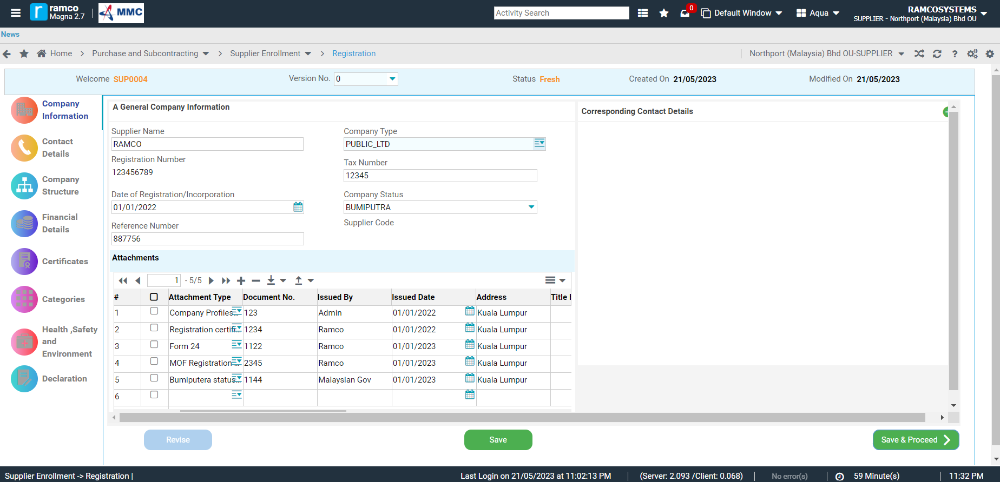 ramco
Magna 2.7
MMC
Activity Search
0
Default Window
Aqua
RAMCOSYSTEMS
SUPPLIER - Northport (Malaysia) Bhd OU
News
Home > Purchase and Subcontracting > Supplier Enrollment > Registration
Northport (Malaysia) Bhd OU-SUPPLIER
Welcome SUP0004
Version No. 0
Status Fresh
Created On 21/05/2023
Modified On 21/05/2023
Company
Information
Contact
Details
Company
Structure
Financial
Details
Certificates
Categories
Health ,Safety
and
Environment
Declaration
A General Company Information
Supplier Name
RAMCO
Registration Number
123456789
Date of Registration/Incorporation
01/01/2022
Reference Number
887756
Company Type
PUBLIC_LTD
Tax Number
12345
Company Status
BUMIPUTRA
Supplier Code
Corresponding Contact Details
Attachments
1 - 5/5
# Attachment Type Document No. Issued By Issued Date Address Title
1 Company Profiles... 123 Admin 01/01/2022 Kuala Lumpur
2 Registration certif... 1234 Ramco 01/01/2022 Kuala Lumpur
3 Form 24 1122 Ramco 01/01/2023 Kuala Lumpur
4 MOF Registration... 2345 Ramco 01/01/2023 Kuala Lumpur
5 Bumiputera status... 1144 Malaysian Gov 01/01/2023 Kuala Lumpur
6
Revise
Save
Save & Proceed
Supplier Enrollment -> Registration |
Last Login on 21/05/2023 at 11:02:13 PM
(Server: 2.093 /Client: 0.068)
No error(s)
59 Minute(s)
11:32 PM